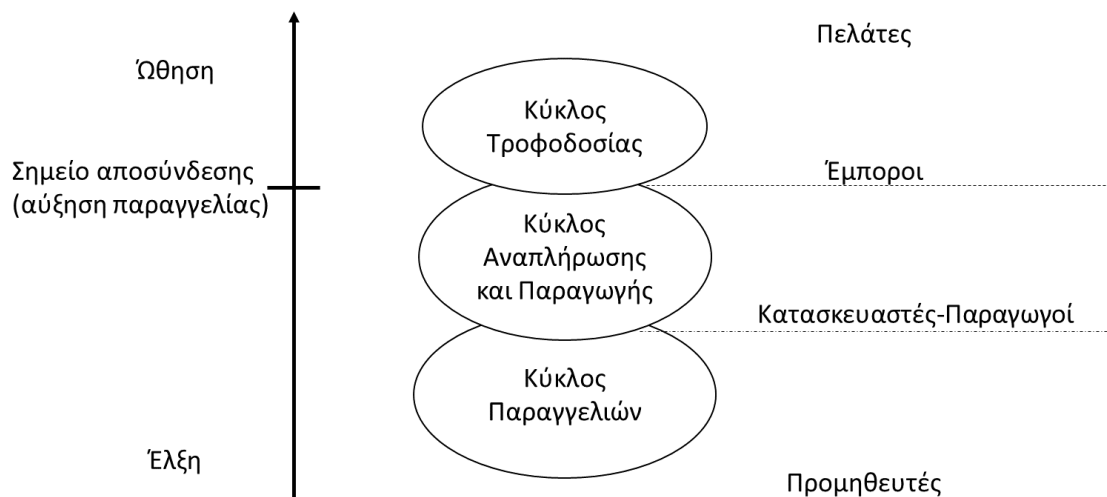 Πελάτες
Ώθηση
Κύκλος
Τροφοδοσίας
Σημείο αποσύνδεσης
(αύξηση παραγγελίας)
Έμποροι
Κύκλος
Αναπλήρωσης
και Παραγωγής
Κατασκευαστές-Παραγωγοί
Κύκλος
Παραγγελιών
Έλξη
Προμηθευτές